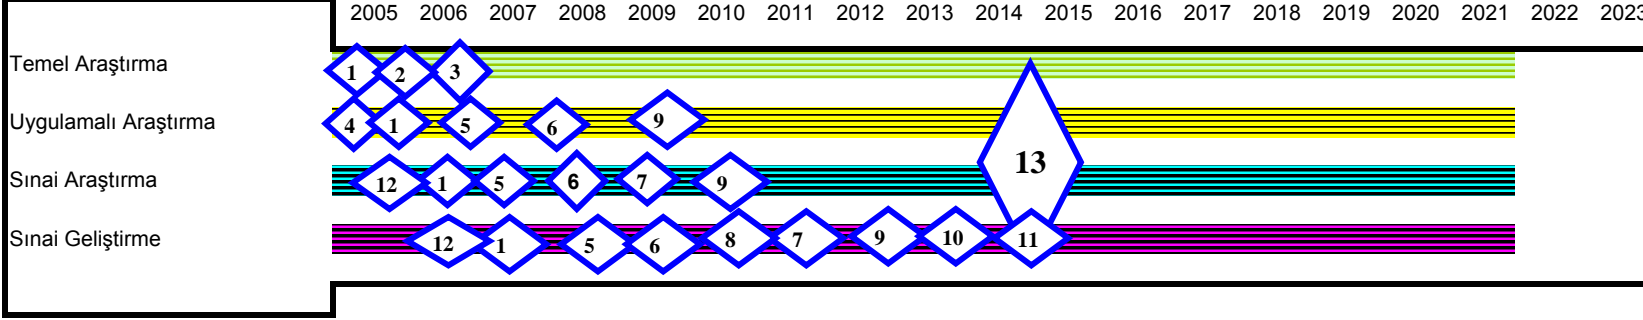 2005 2006 2007 2008 2009 2010 2011 2012 2013 2014 2015 2016 2017 2018 2019 2020 2021 2022 2023
Temel Araştırma 1 2 3
Uygulamalı Araştırma 4 1 5 6 9
13
Sınai Araştırma 12 1 5 6 7 9
Sınai Geliştirme 12 1 5 6 8 7 9 10 11